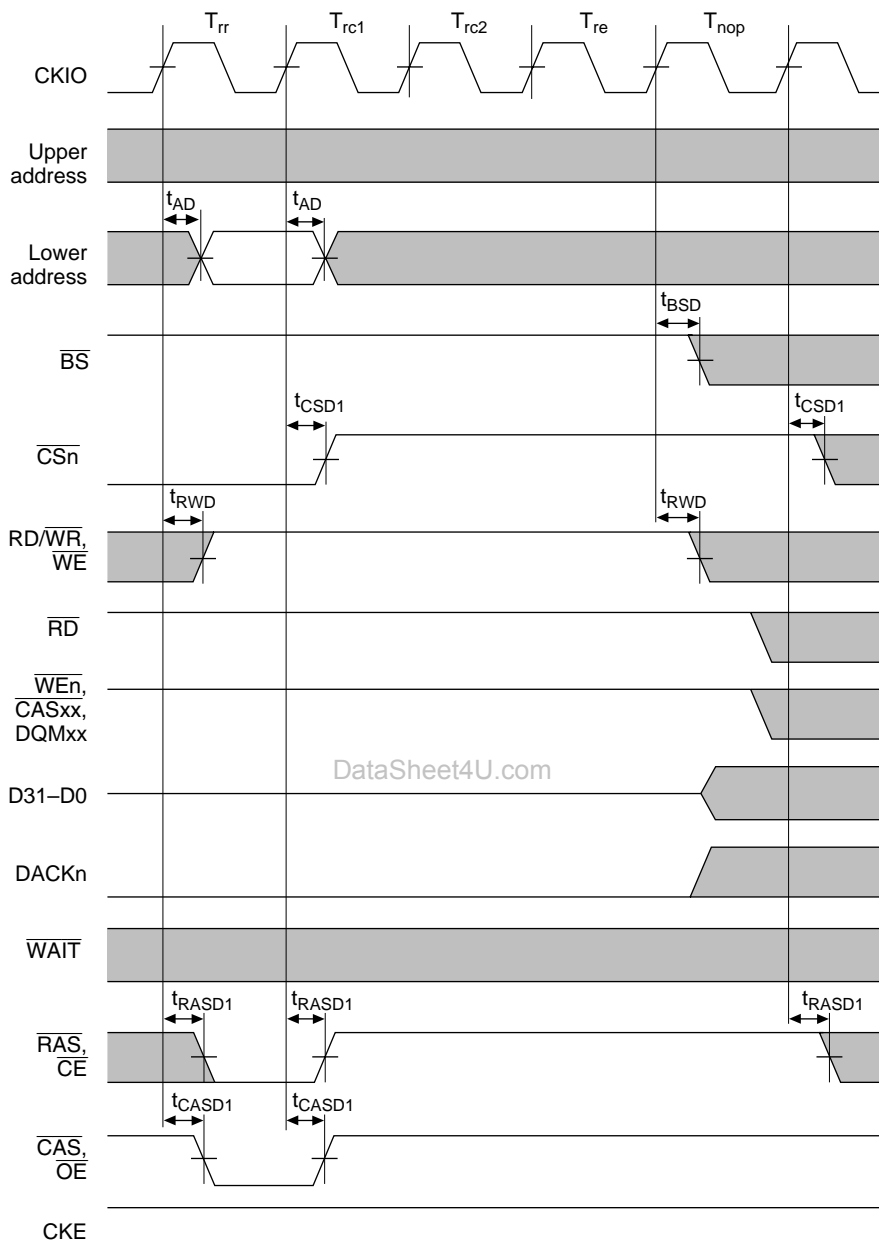 Trr Trc1 Trc2 Tre Tnop
CKIO
Upper
address
tAD tAD
Lower
address
tBSD
BS
tCSD1 tCSD1
CSn
tRWD tRWD
RD/WR,
WE
RD
WEn,
CASxx,
DQMxx
DataSheet4U.com
D31–D0
DACKn
WAIT
tRASD1 tRASD1 tRASD1
RAS,
CE
tCASD1 tCASD1
CAS,
OE
CKE